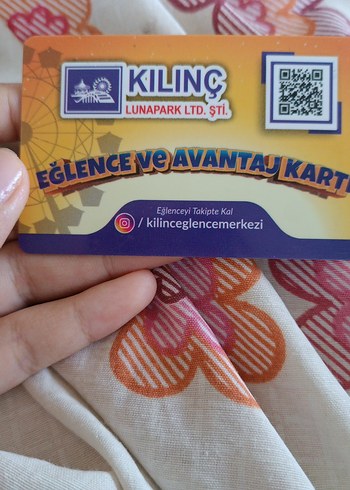 KILINÇ
LUNAPARK LTD. ŞTİ.
EĞLENCE ve AVANTAJ KARTI
Eğlenceyi Takipte Kal
/ kilinceglencemerkezi